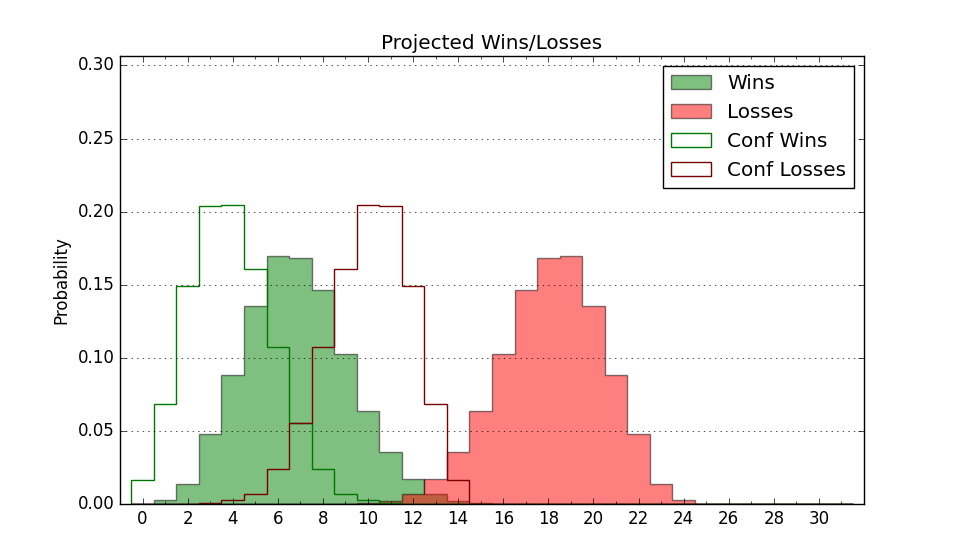 Projected Wins/Losses
0.30
0.25
0.20
0.15
0.10
0.05
0.00
Probability
Wins
Losses
Conf Wins
Conf Losses
0 2 4 6 8 10 12 14 16 18 20 22 24 26 28 30